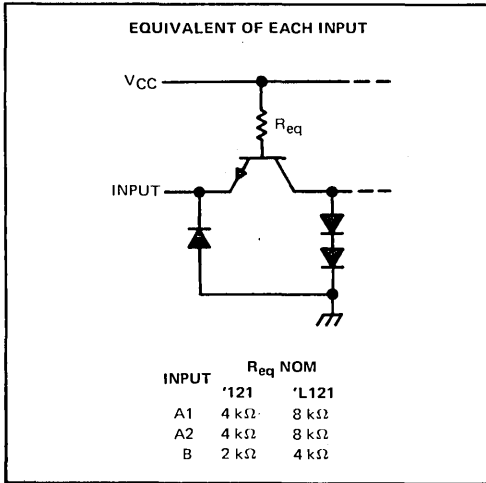 EQUIVALENT OF EACH INPUT
VCC
Req
INPUT
Req NOM
INPUT '121 'L121
A1 4 kΩ 8 kΩ
A2 4 kΩ 8 kΩ
B 2 kΩ 4 kΩ